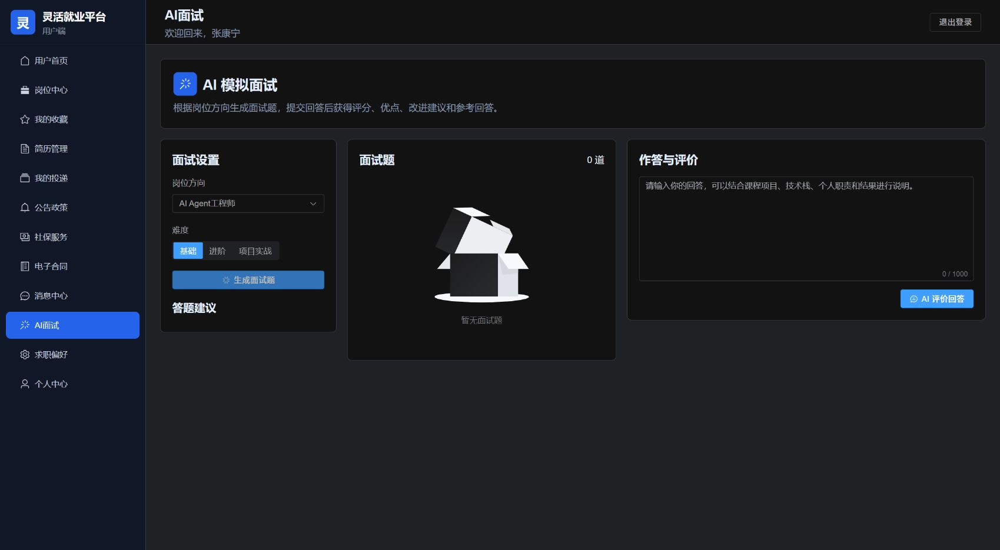 灵
灵活就业平台
用户端
用户首页
岗位中心
我的收藏
简历管理
我的投递
公告政策
社保服务
电子合同
消息中心
AI面试
求职偏好
个人中心
AI面试
欢迎回来，张康宁
退出登录
AI 模拟面试
根据岗位方向生成面试题，提交回答后获得评分、优点、改进建议和参考回答。
面试设置
岗位方向
AI Agent工程师
难度
基础 进阶 项目实战
生成面试题
答题建议
面试题 0 道
暂无面试题
作答与评价
请输入你的回答，可以结合课程项目、技术栈、个人职责和结果进行说明。
0 / 1000
AI 评价回答